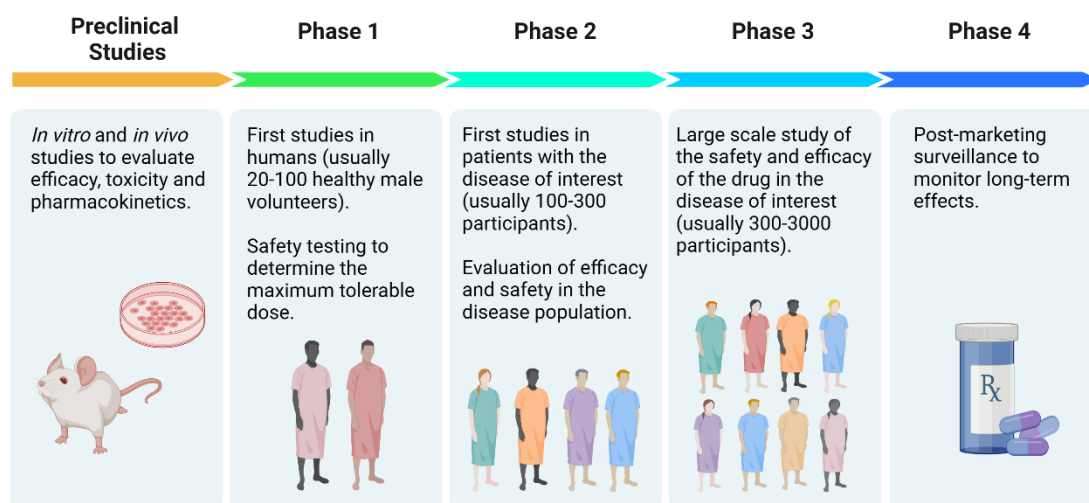 Preclinical
Studies
Phase 1
Phase 2
Phase 3
Phase 4
In vitro and in vivo
studies to evaluate
efficacy, toxicity and
pharmacokinetics.
First studies in
humans (usually
20-100 healthy male
volunteers).
Safety testing to
determine the
maximum tolerable
dose.
First studies in
patients with the
disease of interest
(usually 100-300
participants).
Evaluation of efficacy
and safety in the
disease population.
Large scale study of
the safety and efficacy
of the drug in the
disease of interest
(usually 300-3000
participants).
Post-marketing
surveillance to
monitor long-term
effects.
Rx